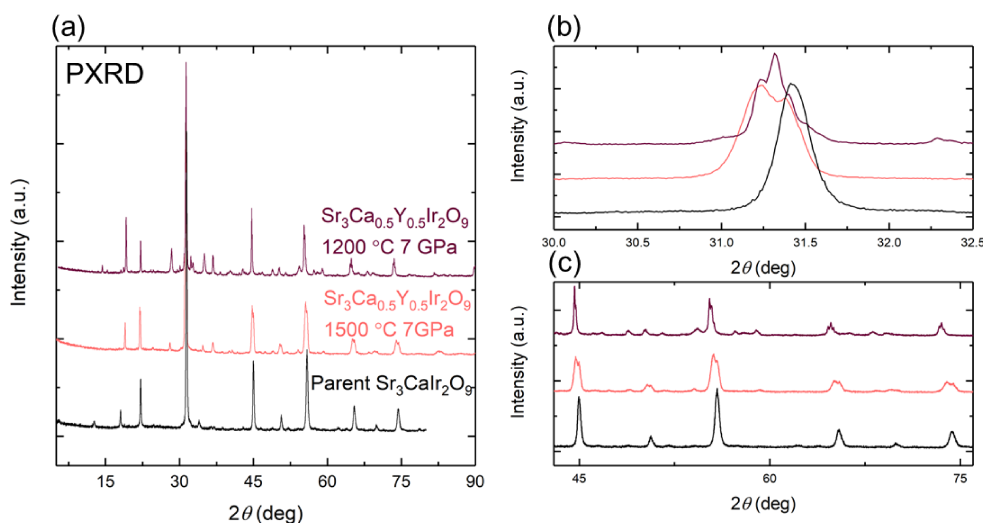 (a)
PXRD
Sr₃Ca₀.₅Y₀.₅Ir₂O₉
1200 °C 7 GPa
Sr₃Ca₀.₅Y₀.₅Ir₂O₉
1500 °C 7GPa
Parent Sr₃CaIr₂O₉
Intensity (a.u.)
15 30 45 60 75 90
2θ (deg)
(b)
Intensity (a.u.)
30.0 30.5 31.0 31.5 32.0 32.5
2θ (deg)
(c)
Intensity (a.u.)
45 60 75
2θ (deg)